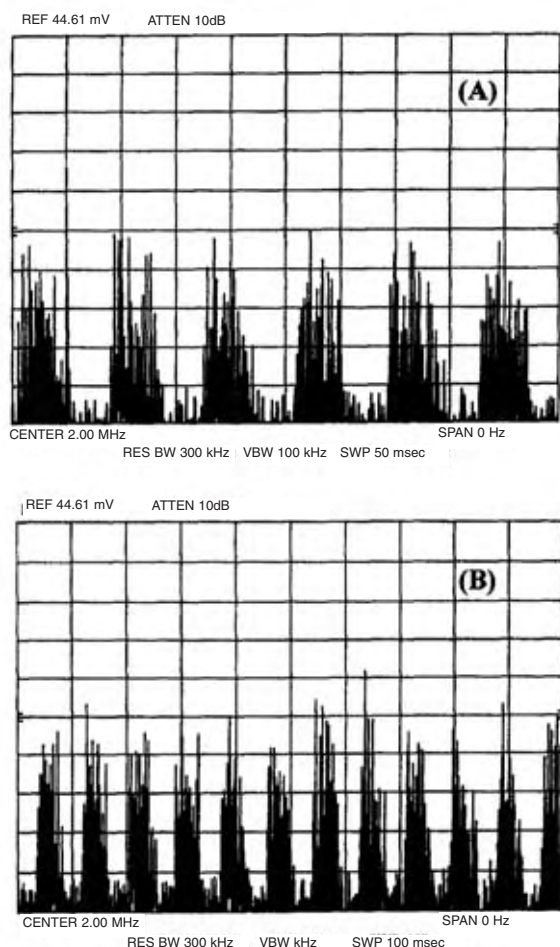 REF 44.61 mV ATTEN 10dB
(A)
CENTER 2.00 MHz SPAN 0 Hz
RES BW 300 kHz VBW 100 kHz SWP 50 msec
REF 44.61 mV ATTEN 10dB
(B)
CENTER 2.00 MHz SPAN 0 Hz
RES BW 300 kHz VBW kHz SWP 100 msec